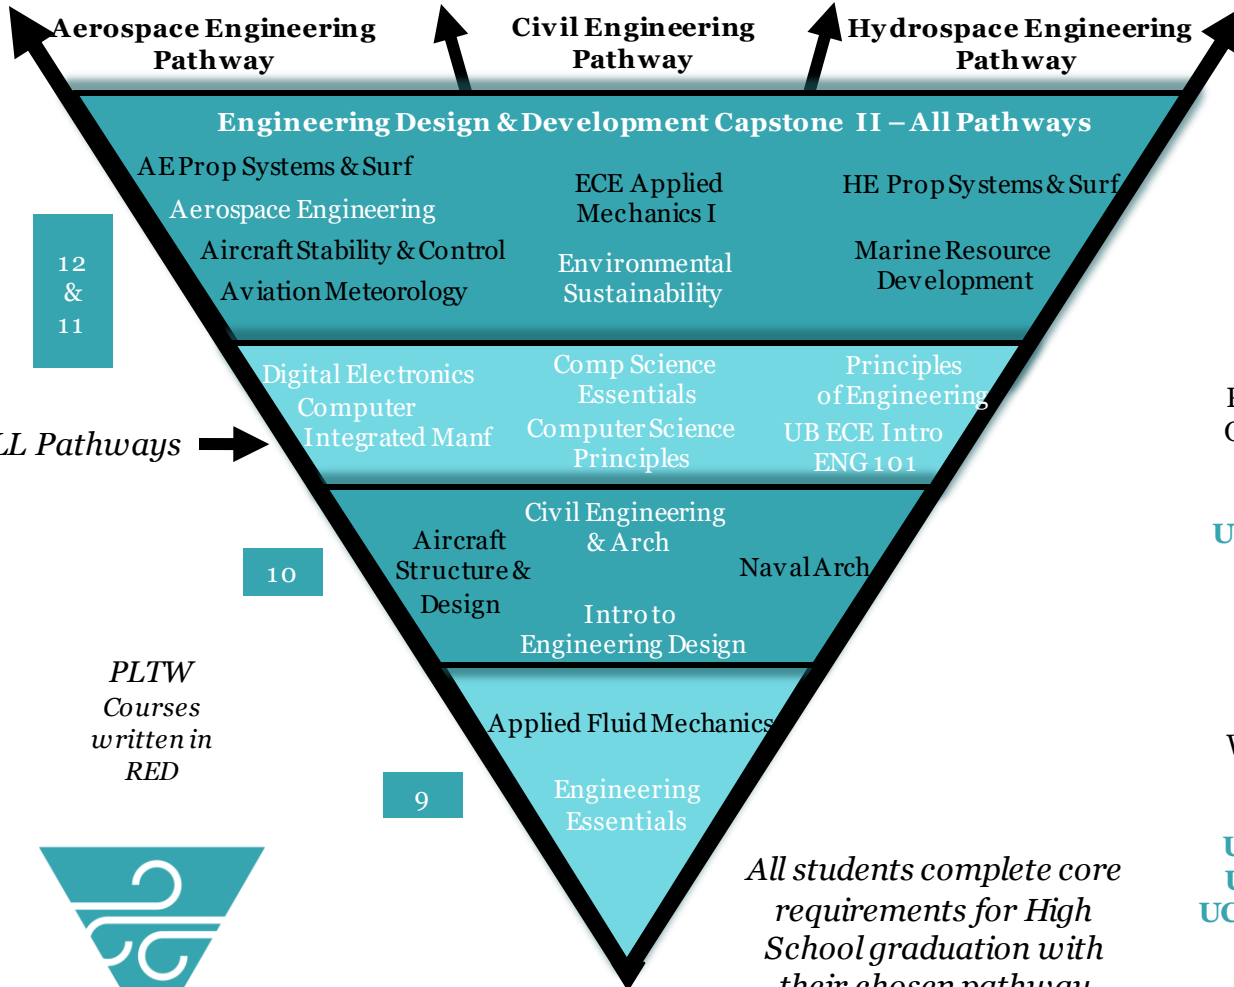 Aerospace Engineering
Pathway
Civil Engineering
Pathway
Hydrospace Engineering
Pathway
Engineering Design & Development Capstone II – All Pathways
AE Prop Systems & Surf
Aerospace Engineering
Aircraft Stability & Control
Aviation Meteorology
ECE Applied
Mechanics I
Environmental
Sustainability
HE Prop Systems & Surf
Marine Resource
Development
12
&
11
Digital Electronics
Computer
Integrated Manf
Comp Science
Essentials
Computer Science
Principles
Principles
of Engineering
UB ECE Intro
ENG 101
Pathways
10
Aircraft
Structure &
Design
Civil Engineering
& Arch
Intro to
Engineering Design
Naval Arch
PLTW
Courses
written in
RED
9
Applied Fluid Mechanics
Engineering
Essentials
All students complete core
requirements for High
School graduation with
their chosen pathway